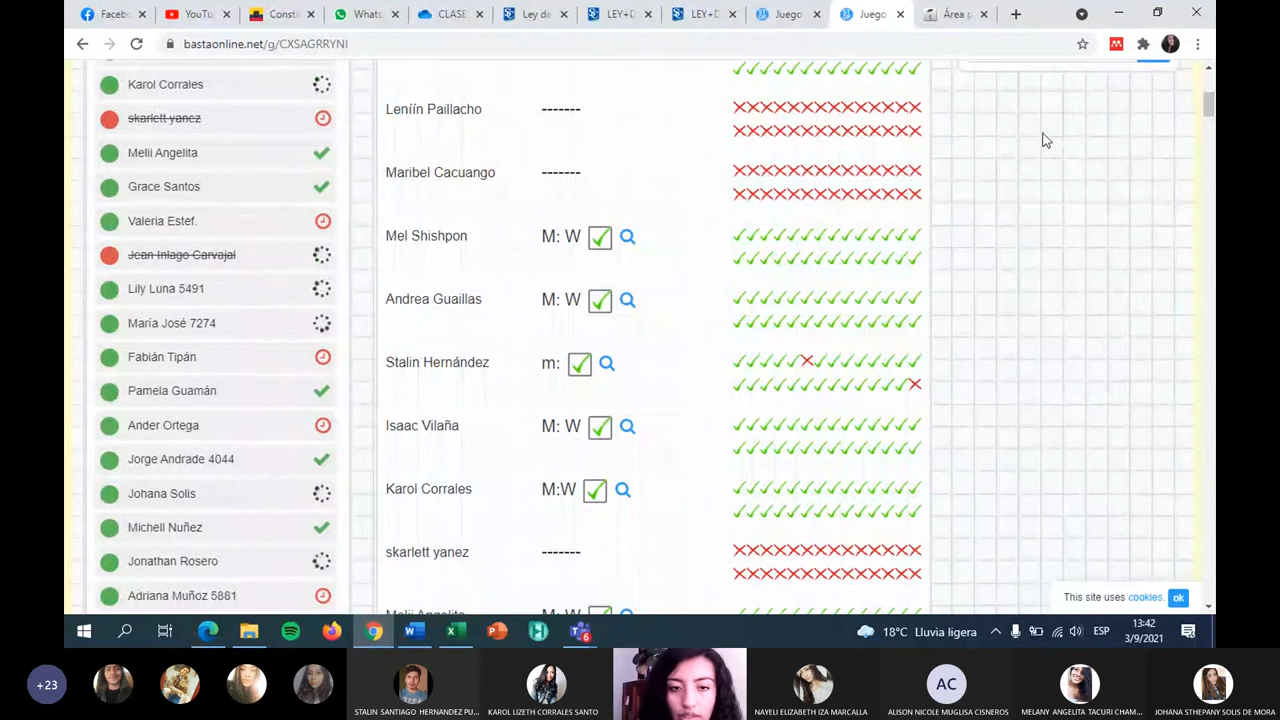 Facebo
YouTu
Constit
Whats.
CLASE
Ley de
LEY+D
LEY+D
Juego
Juego
Área p
bastaonline.net/g/CXSAGRRYNI
Karol Corrales
skarlett yanez
Melii Angelita
Grace Santos
Valeria Estef.
Jean Inlago Carvajal
Lily Luna 5491
María José 7274
Fabián Tipán
Pamela Guamán
Ander Ortega
Jorge Andrade 4044
Johana Solis
Michell Nuñez
Jonathan Rosero
Adriana Muñoz 5881
Leníin Paillacho -------
Maribel Cacuango -------
Mel Shishpon M: W
Andrea Guaillas M: W
Stalin Hernández m:
Isaac Vilaña M: W
Karol Corrales M:W
skarlett yanez -------
Melii Angelita M: W
This site uses cookies. ok
18°C Lluvia ligera ESP 13:42
3/9/2021
6
+23
STALIN SANTIAGO HERNANDEZ PU...
KAROL LIZETH CORRALES SANTO
NAYELI ELIZABETH IZA MARCALLA
AC
ALISON NICOLE MUGLISA CISNEROS
MELANY ANGELITA TACURI CHAM...
JOHANA STHEPANY SOLIS DE MORA